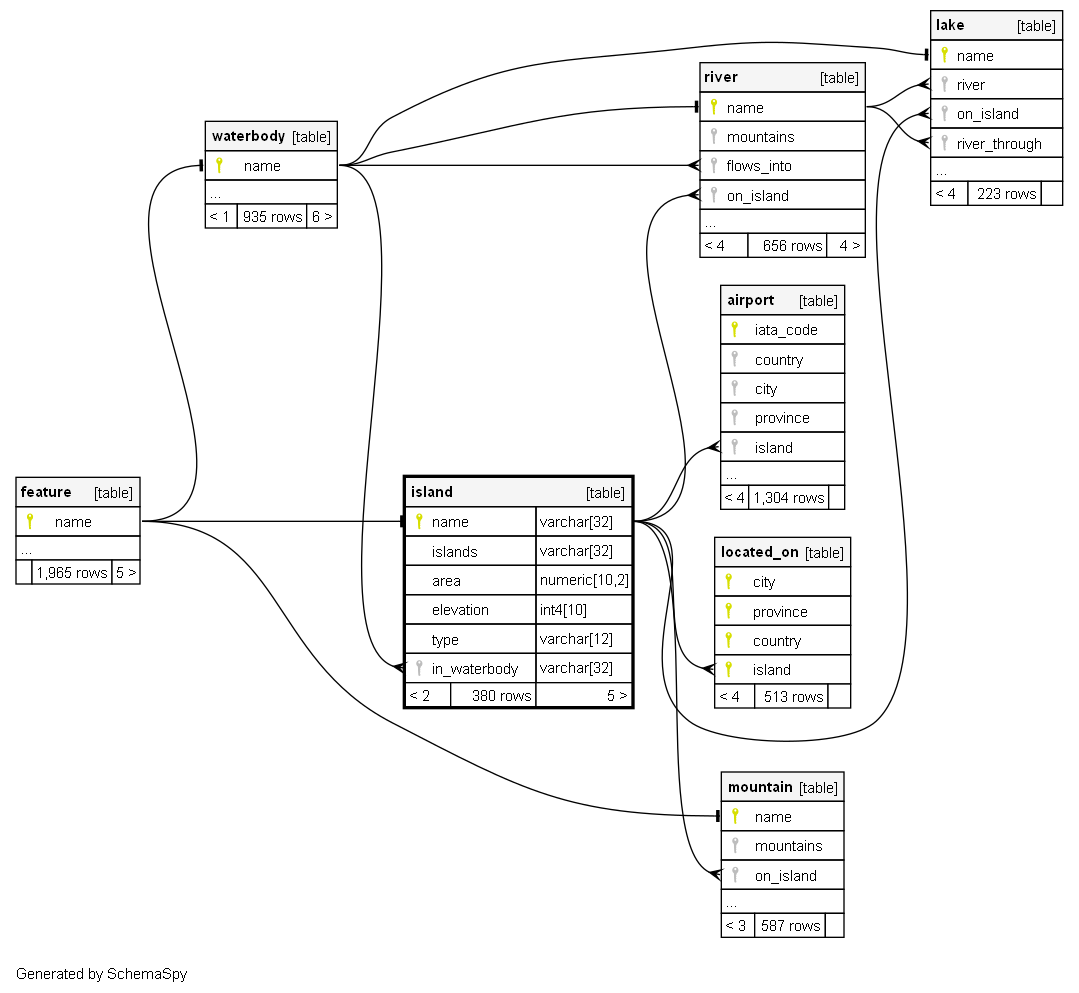 lake [table]
name
river
on_island
river_through
...
< 4 223 rows
river [table]
name
mountains
flows_into
on_island
...
< 4 656 rows 4 >
waterbody [table]
name
...
< 1 935 rows 6 >
airport [table]
iata_code
country
city
province
island
...
< 4 1,304 rows
feature [table]
name
...
1,965 rows 5 >
island [table]
name varchar[32]
islands varchar[32]
area numeric[10,2]
elevation int4[10]
type varchar[12]
in_waterbody varchar[32]
< 2 380 rows 5 >
located_on [table]
city
province
country
island
< 4 513 rows
mountain [table]
name
mountains
on_island
...
< 3 587 rows
Generated by SchemaSpy